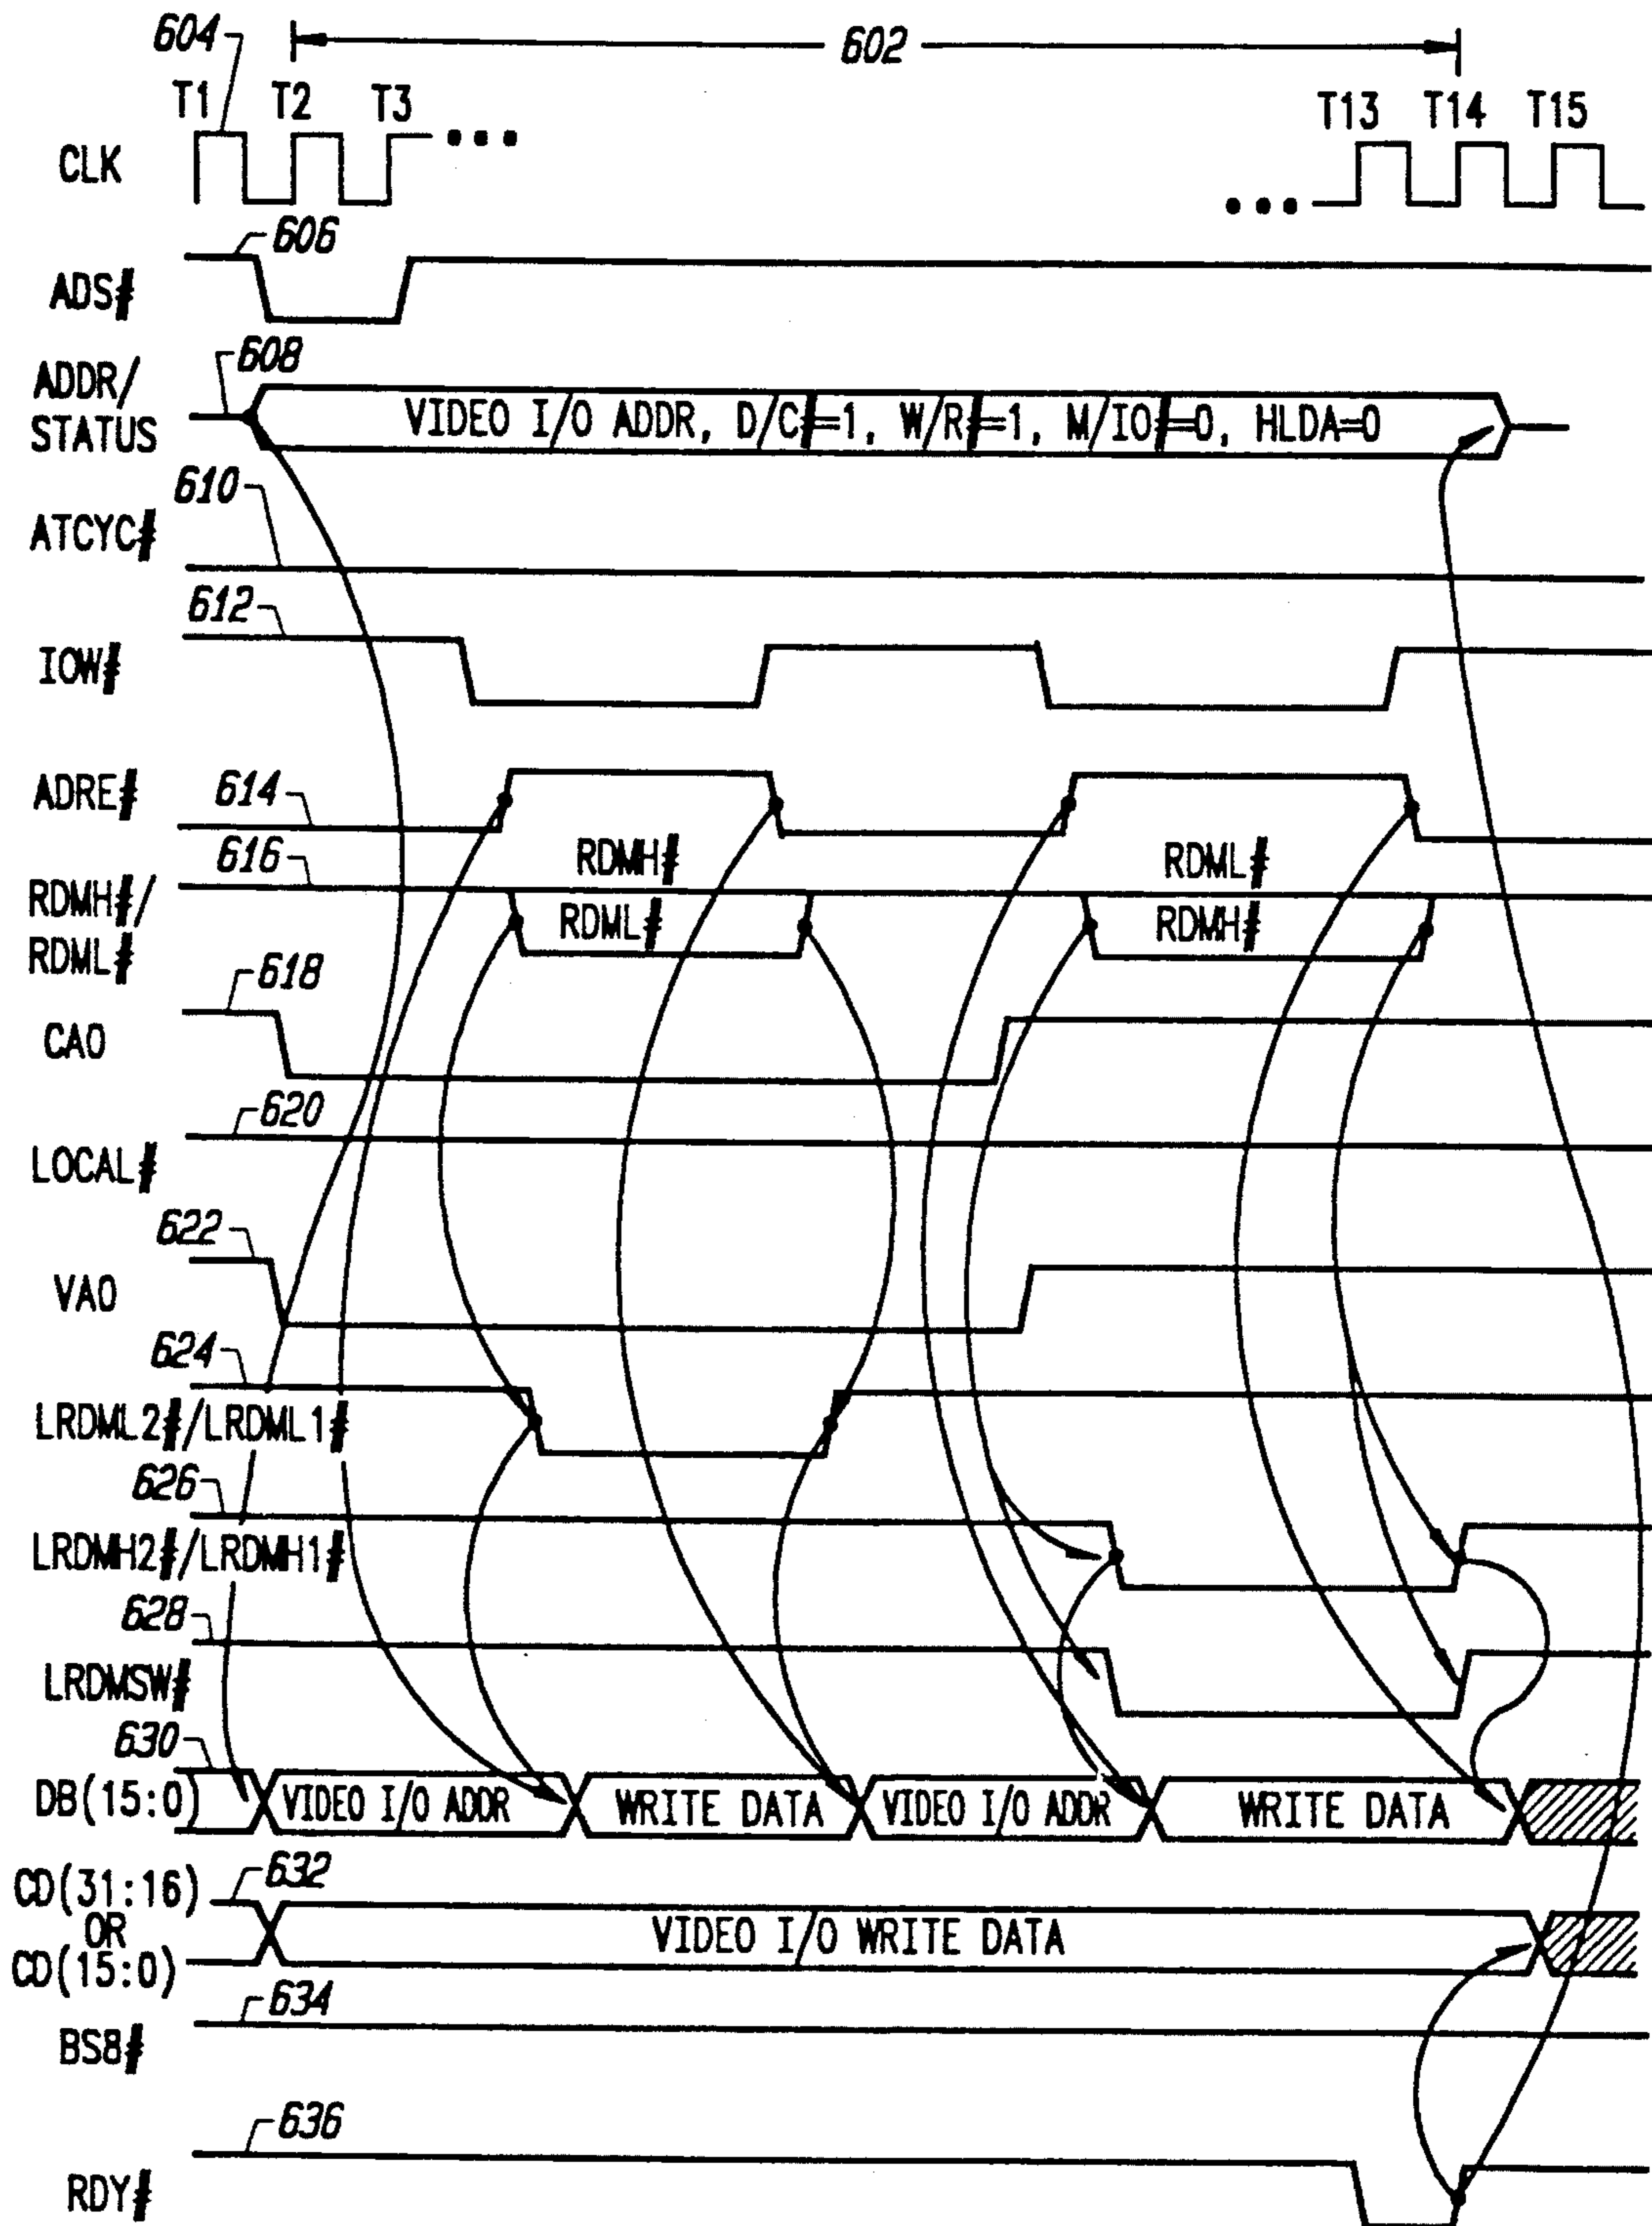 604
602
T1 T2 T3 ••• T13 T14 T15
CLK •••
606
ADS#
608
ADDR/
STATUS
VIDEO I/O ADDR, D/C#=1, W/R#=1, M/IO#=0, HLDA=0
610
ATCYC#
612
IOW#
ADRE#
614
RDMH# RDML#
616
RDMH#/
RDML#
RDML# RDMH#
618
CA0
620
LOCAL#
622
VA0
624
LRDML2#/LRDML1#
626
LRDMH2#/LRDMH1#
628
LRDMSW#
630
DB(15:0) VIDEO I/O ADDR WRITE DATA VIDEO I/O ADDR WRITE DATA
632
CD(31:16)
OR
CD(15:0)
VIDEO I/O WRITE DATA
634
BS8#
636
RDY#